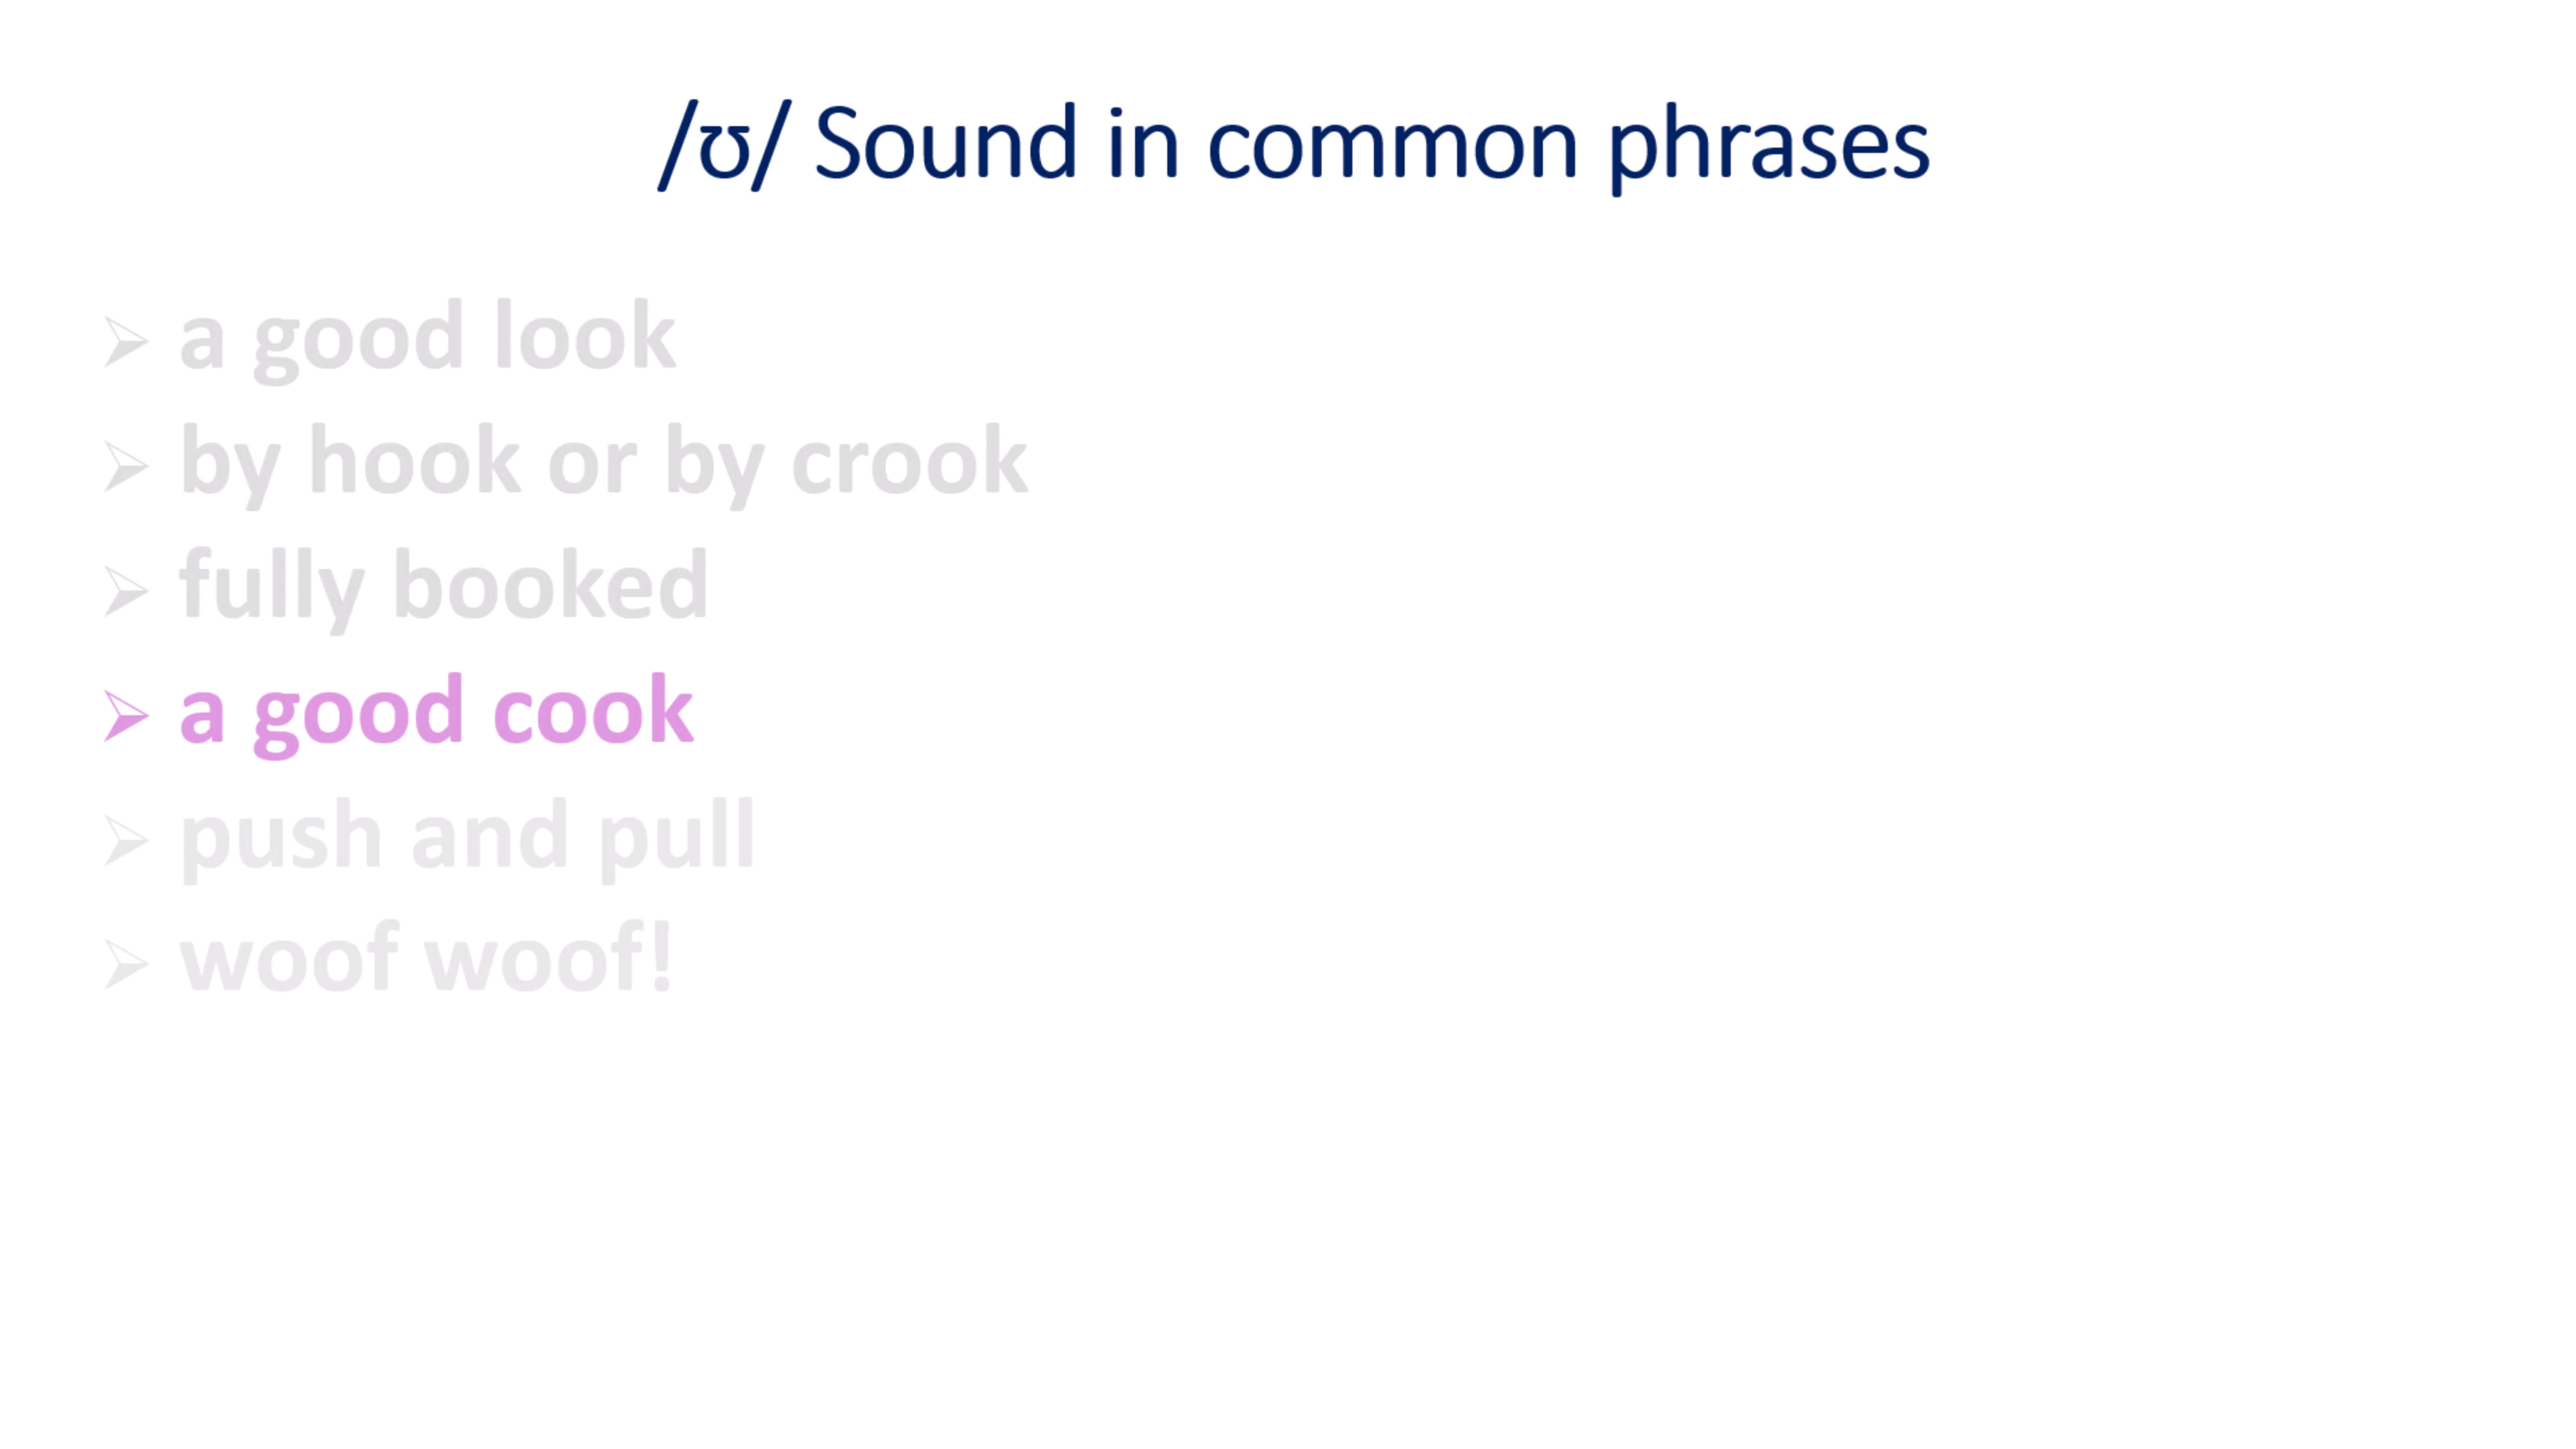 /ʊ/ Sound in common phrases
➢ a good look
➢ by hook or by crook
➢ fully booked
➢ a good cook
➢ push and pull
➢ woof woof!